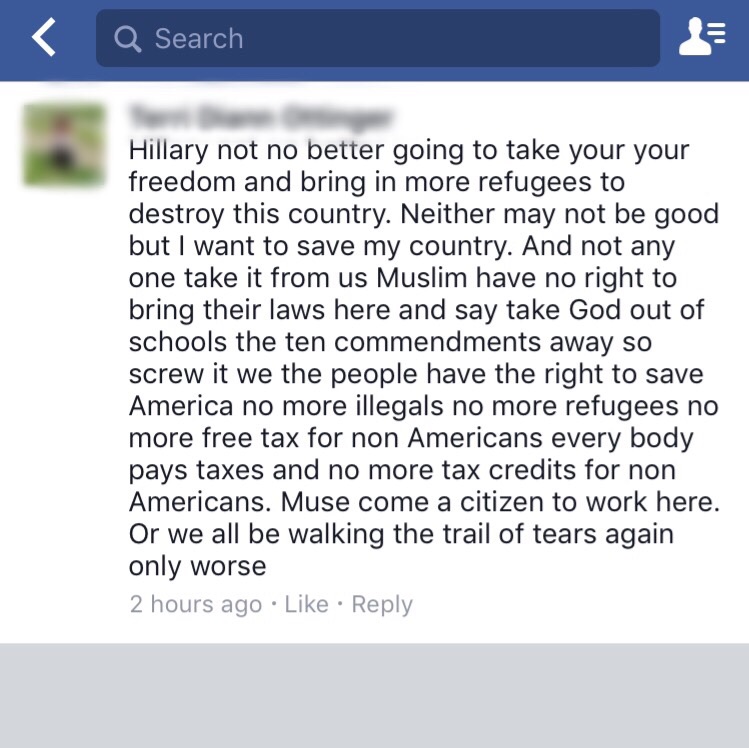 Search
Hillary not no better going to take your your
freedom and bring in more refugees to
destroy this country. Neither may not be good
but I want to save my country. And not any
one take it from us Muslim have no right to
bring their laws here and say take God out of
schools the ten commendments away so
screw it we the people have the right to save
America no more illegals no more refugees no
more free tax for non Americans every body
pays taxes and no more tax credits for non
Americans. Muse come a citizen to work here.
Or we all be walking the trail of tears again
only worse
2 hours ago · Like · Reply